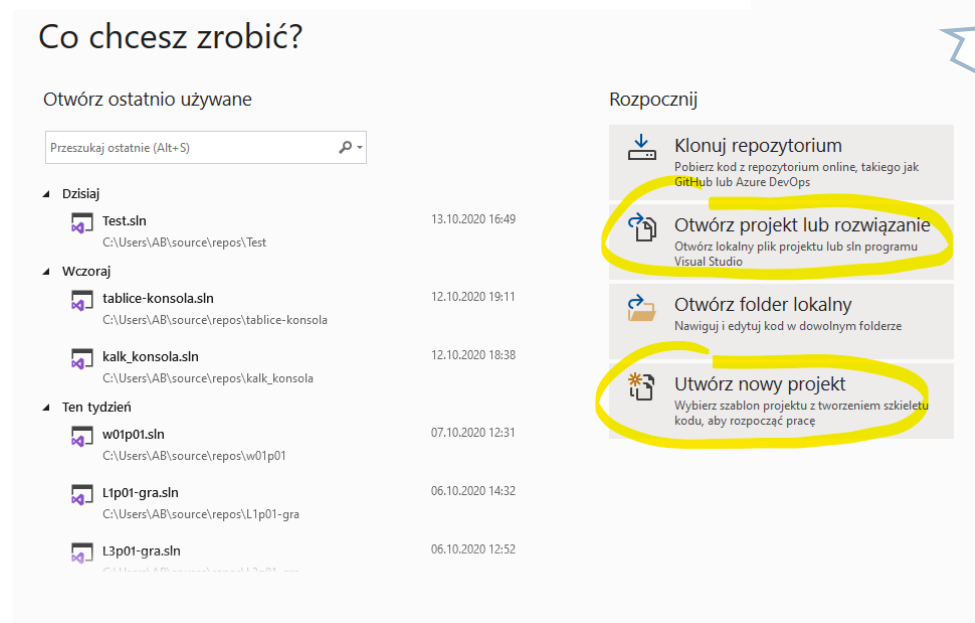 Co chcesz zrobić?
Otwórz ostatnio używane
Przeszukaj ostatnie (Alt+S)
Dzisiaj
Test.sln 13.10.2020 16:49
C:\Users\AB\source\repos\Test
Wczoraj
tablice-konsola.sln 12.10.2020 19:11
C:\Users\AB\source\repos\tablice-konsola
kalk_konsola.sln 12.10.2020 18:38
C:\Users\AB\source\repos\kalk_konsola
Ten tydzień
w01p01.sln 07.10.2020 12:31
C:\Users\AB\source\repos\w01p01
L1p01-gra.sln 06.10.2020 14:32
C:\Users\AB\source\repos\L1p01-gra
L3p01-gra.sln 06.10.2020 12:52
Rozpocznij
Klonuj repozytorium
Pobierz kod z repozytorium online, takiego jak
GitHub lub Azure DevOps
Otwórz projekt lub rozwiązanie
Otwórz lokalny plik projektu lub sln programu
Visual Studio
Otwórz folder lokalny
Nawiguj i edytuj kod w dowolnym folderze
Utwórz nowy projekt
Wybierz szablon projektu z tworzeniem szkieletu
kodu, aby rozpocząć pracę